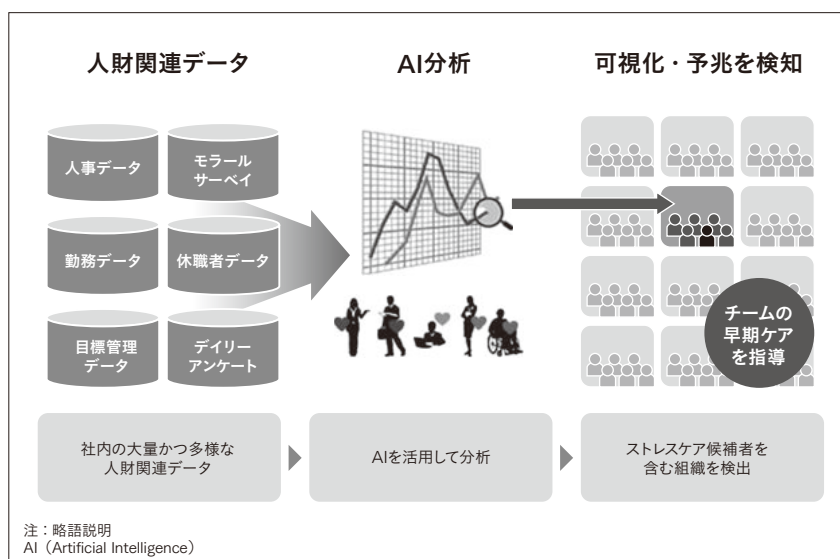 人財関連データ
AI分析
可視化・予兆を検知
人事データ
モラール
サーベイ
勤務データ
休職者データ
目標管理
データ
デイリー
アンケート
チームの
早期ケア
を指導
社内の大量かつ多様な
人財関連データ
AIを活用して分析
ストレスケア候補者を
含む組織を検出
注：略語説明
AI（Artificial Intelligence）